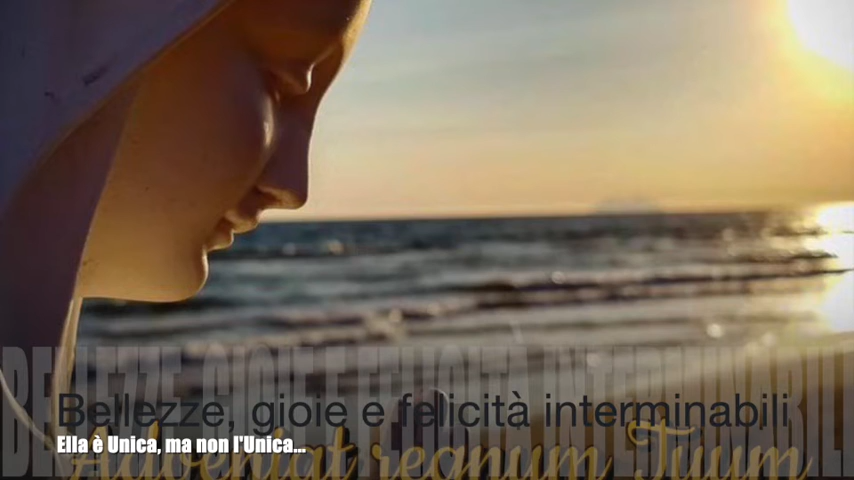 BELLEZZE, GIOIE E FELICITÀ INTERMINABILI
Bellezze, gioie e felicità interminabili
Ella è Unica, ma non l'Unica...
Adveniat regnum Tuum